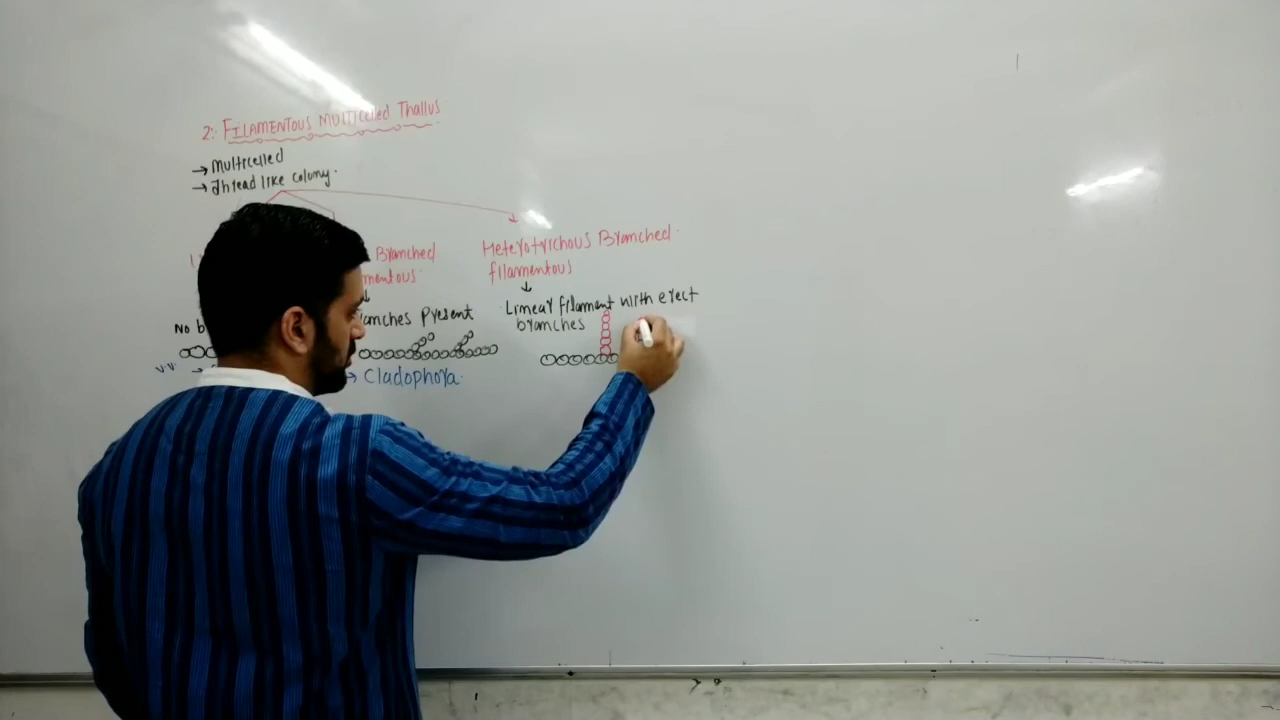 2:. FILAMENTOUS MULTICELLED Thallus
→ Multicelled
→ Thread like colony.
Branched
Heterotrichous Branched
filamentous
Branches Present
Linear filament with erect
branches
No
→ Cladophora.